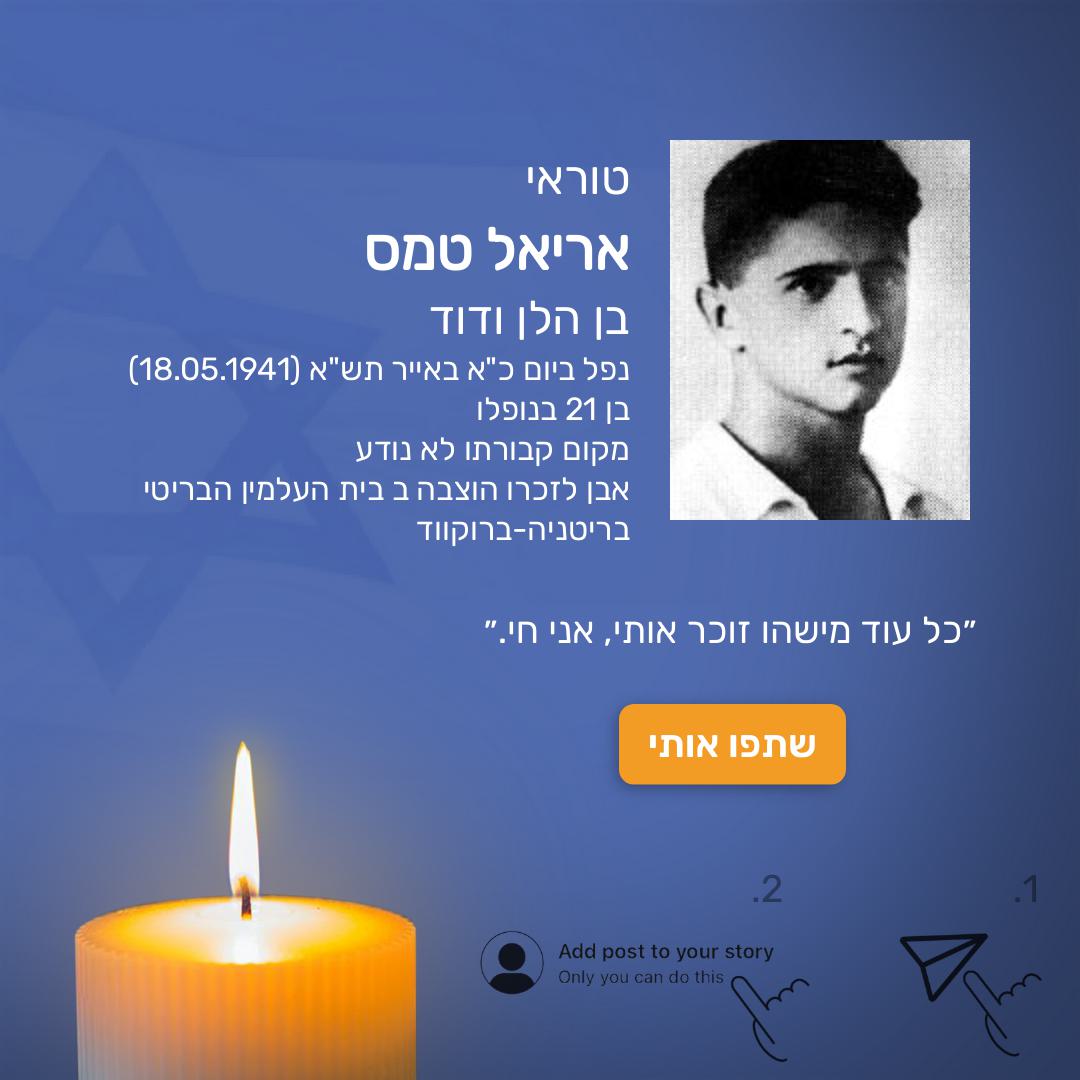 טוראי
אריאל טמס
בן הלן ודוד
נפל ביום כ"א באייר תש"א (18.05.1941)
בן 21 בנופלו
מקום קבורתו לא נודע
אבן לזכרו הוצבה ב בית העלמין הבריטי
בריטניה-ברוקווד
״כל עוד מישהו זוכר אותי, אני חי.״
שתפו אותי
1.
2.
Add post to your story
Only you can do this